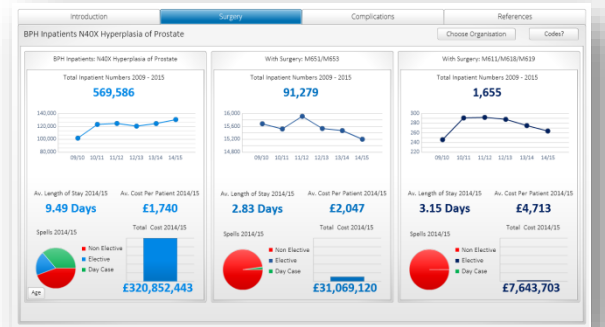 Introduction
Surgery
Complications
References
BPH Inpatients N40X Hyperplasia of Prostate
Choose Organisation
Codes?
BPH Inpatients: N40X Hyperplasia of Prostate
Total Inpatient Numbers 2009 - 2015
569,586
140,000
120,000
100,000
80,000
09/10 10/11 11/12 12/13 13/14 14/15
Av. Length of Stay 2014/15
Av. Cost Per Patient 2014/15
9.49 Days
£1,740
Spells 2014/15
Non Elective
Elective
Day Case
Age
Total Cost 2014/15
£320,852,443
With Surgery: M651/M653
Total Inpatient Numbers 2009 - 2015
91,279
16,000
15,600
15,200
14,800
09/10 10/11 11/12 12/13 13/14 14/15
Av. Length of Stay 2014/15
Av. Cost Per Patient 2014/15
2.83 Days
£2,047
Spells 2014/15
Non Elective
Elective
Day Case
Total Cost 2014/15
£31,069,120
With Surgery: M611/M618/M619
Total Inpatient Numbers 2009 - 2015
1,655
300
280
260
240
220
09/10 10/11 11/12 12/13 13/14 14/15
Av. Length of Stay 2014/15
Av. Cost Per Patient 2014/15
3.15 Days
£4,713
Spells 2014/15
Non Elective
Elective
Day Case
Total Cost 2014/15
£7,643,703